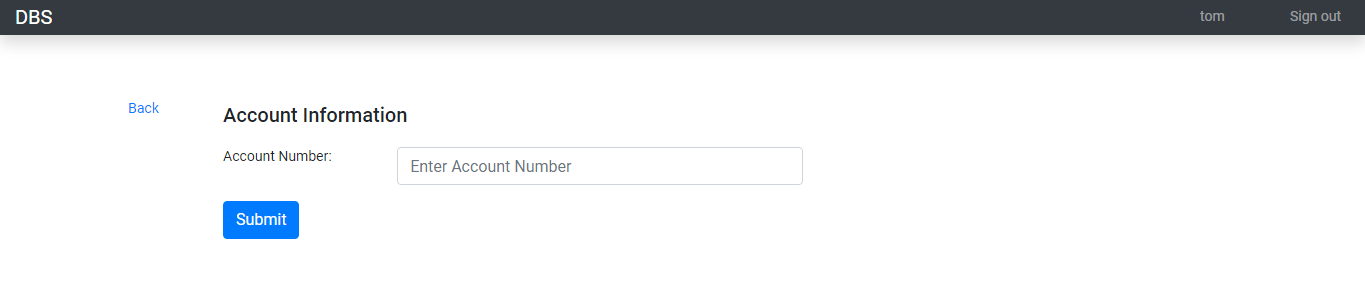 DBS
tom
Sign out
Back
Account Information
Account Number:
Enter Account Number
Submit